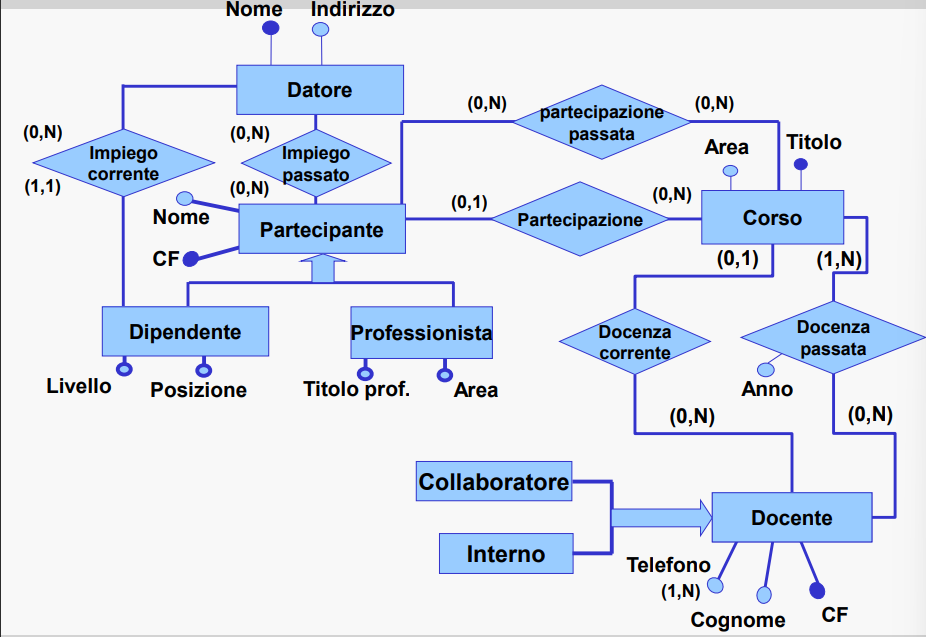 Nome
Indirizzo
Datore
(0,N)
(0,N)
(0,N)
(0,N)
partecipazione
passata
Impiego
corrente
Impiego
passato
Area
Titolo
(1,1)
(0,N)
Nome
(0,1)
(0,N)
Partecipante
Partecipazione
Corso
CF
(0,1)
(1,N)
Dipendente
Professionista
Docenza
corrente
Docenza
passata
Livello
Posizione
Titolo prof.
Area
Anno
(0,N)
(0,N)
Collaboratore
Docente
Interno
Telefono
(1,N)
Cognome
CF